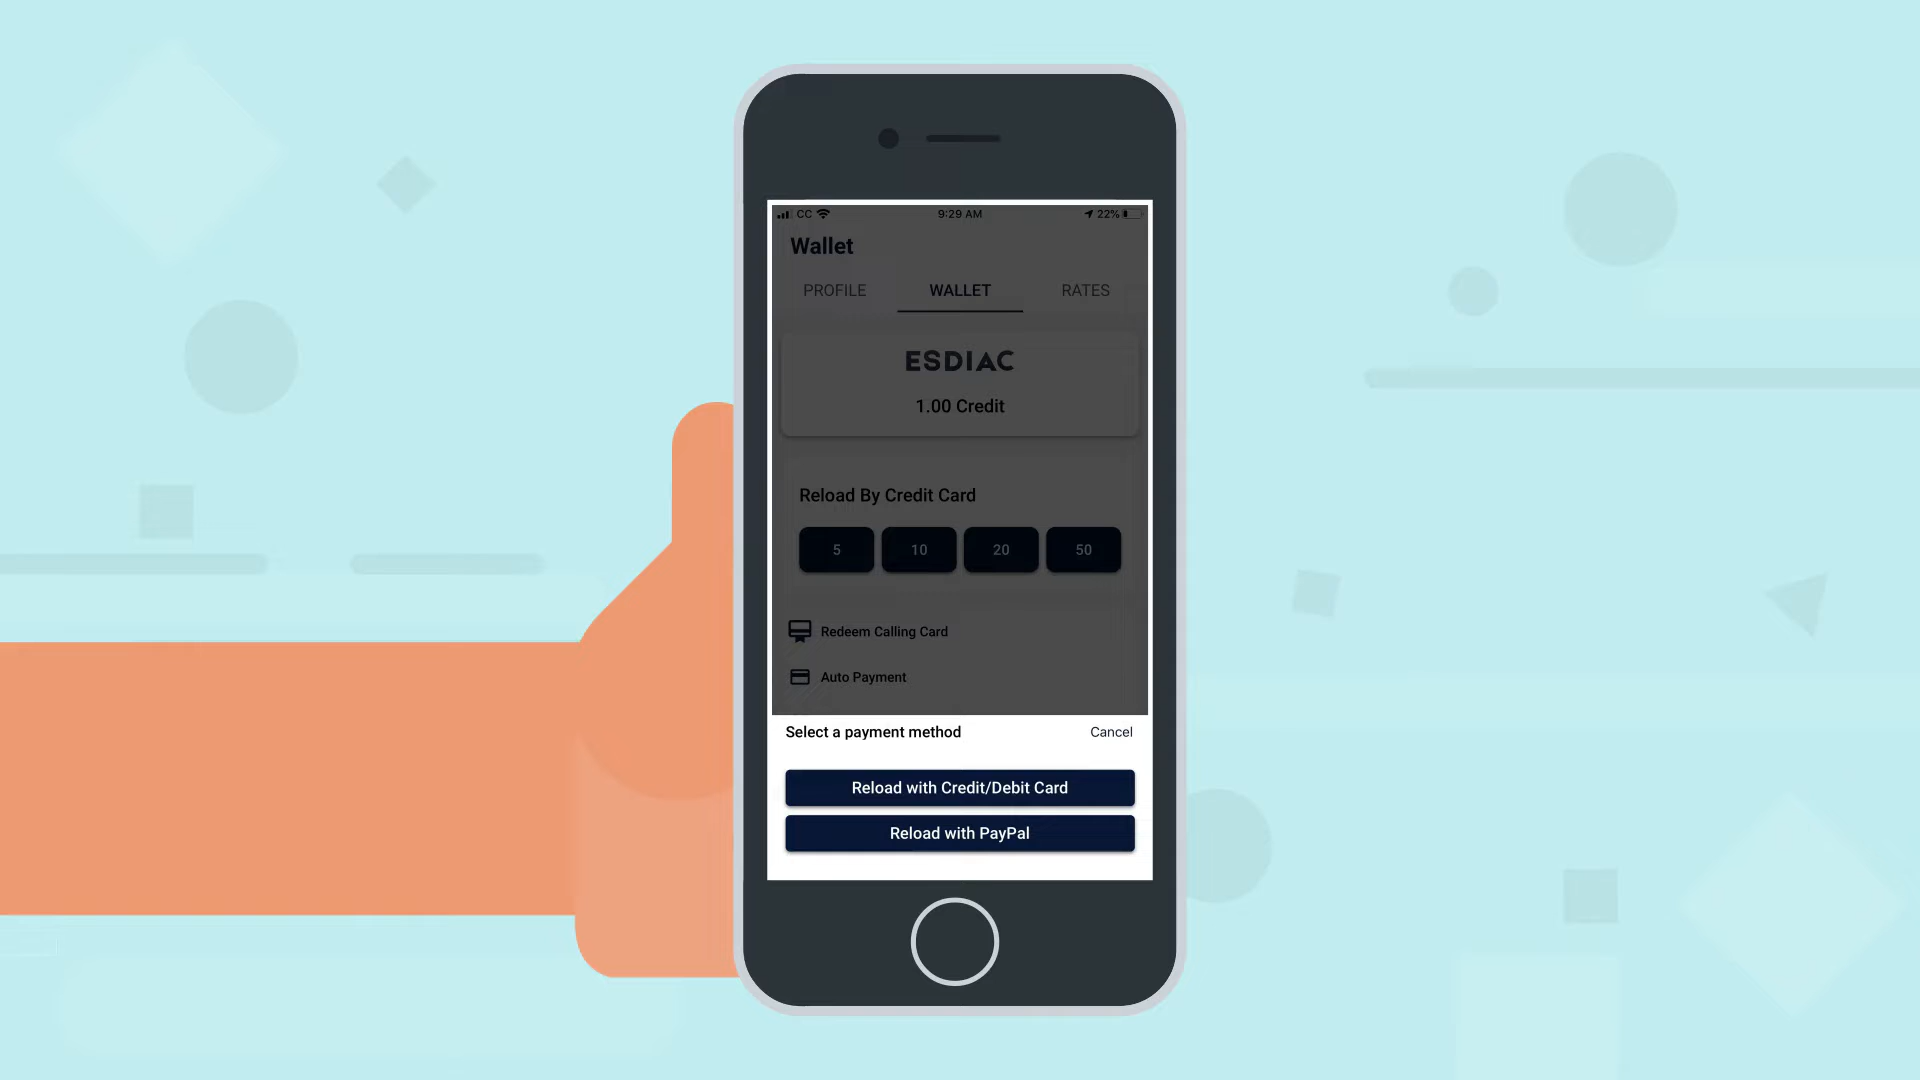 CC 9:29 AM 22%
Wallet
PROFILE WALLET RATES
ESDIAC
1.00 Credit
Reload By Credit Card
5 10 20 50
Redeem Calling Card
Auto Payment
Select a payment method Cancel
Reload with Credit/Debit Card
Reload with PayPal